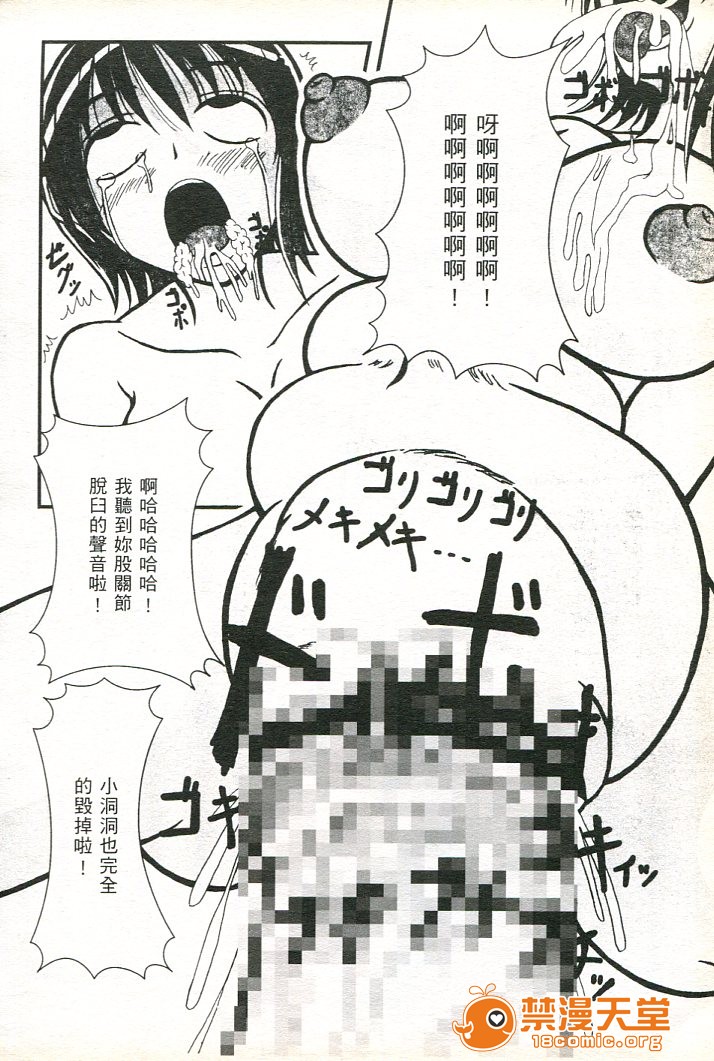 呀啊啊啊啊啊啊！
啊啊啊啊啊啊啊！
ゴボ
ゴボ
ゴボ
ゴポ
ビグッ
啊哈哈哈哈哈！
我聽到妳股關節
脫臼的聲音啦！
ゴリゴリゴリ
メキメキ…
小洞洞也完全
的毀掉啦！
ゴキ
キイッ
禁漫天堂
18comic.org